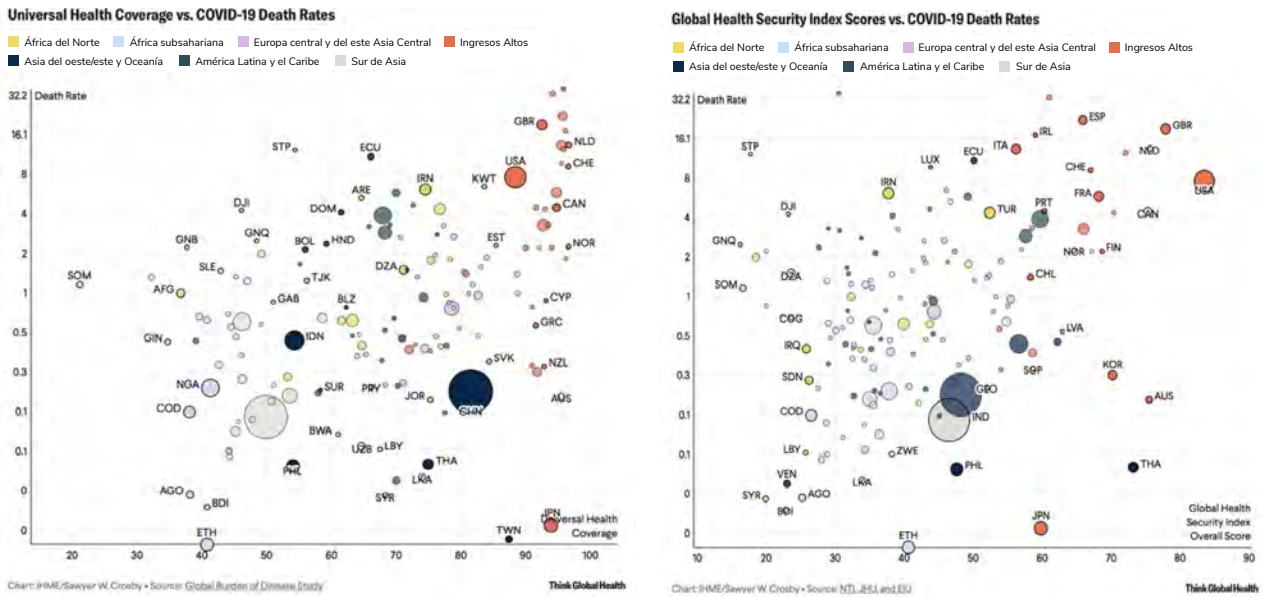 Universal Health Coverage vs. COVID-19 Death Rates
África del Norte África subsahariana Europa central y del este Asia Central Ingresos Altos
Asia del oeste/este y Oceanía América Latina y el Caribe Sur de Asia
32.2 Death Rate
GBR
16.1
STP ECU NLD
USA CHE
8 KWT
IRN
ARE
DJI DOM CAN
4
GNB GNQ BOL HND EST NOR
2
SOM SLE TJK DZA
1 AFG GAB BLZ CYP
GRC
0.5 GIN IDN
SVK NZL
0.3
NGA SUR PRY JOR CHN AUS
0.1 COD
BWA UZB LBY
0.1
PHL THA
LKA
0 AGO SYR
BDI
JPN
Universal Health
Coverage
0 ETH TWN
20 30 40 50 60 70 80 90 100
Chart: IHME/Sawyer W. Crosby • Source: Global Burden of Disease Study Think Global Health
Global Health Security Index Scores vs. COVID-19 Death Rates
África del Norte África subsahariana Europa central y del este Asia Central Ingresos Altos
Asia del oeste/este y Oceanía América Latina y el Caribe Sur de Asia
32.2 Death Rate
ESP GBR
16.1 IRL
STP ITA NLD
LUX ECU CHE
8 USA
IRN FRA
DJI TUR PRT CAN
4
GNQ NOR FIN
2
SOM DZA CHL
1
COG LVA
0.5
IRQ SGP KOR
0.3 SDN
GEO AUS
0.1 COD IND
LBY ZWE
0.1
VEN PHL THA
LKA
0 SYR AGO
BDI
Global Health
Security Index
Overall Score
JPN
0 ETH
10 20 30 40 50 60 70 80 90
Chart: IHME/Sawyer W. Crosby • Source: NTI, JHU, and EIU Think Global Health